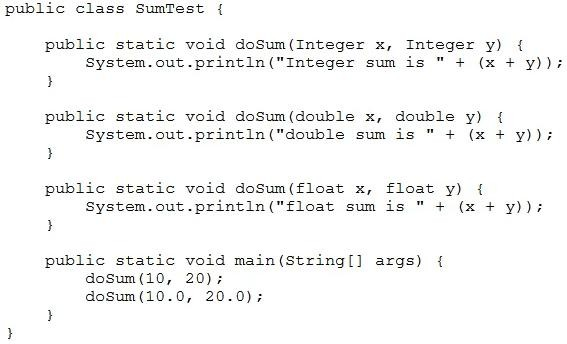 public class SumTest {
    public static void doSum(Integer x, Integer y) {
        System.out.println("Integer sum is " + (x + y));
    }
    public static void doSum(double x, double y) {
        System.out.println("double sum is " + (x + y));
    }
    public static void doSum(float x, float y) {
        System.out.println("float sum is " + (x + y));
    }
    public static void main(String[] args) {
        doSum(10, 20);
        doSum(10.0, 20.0);
    }
}